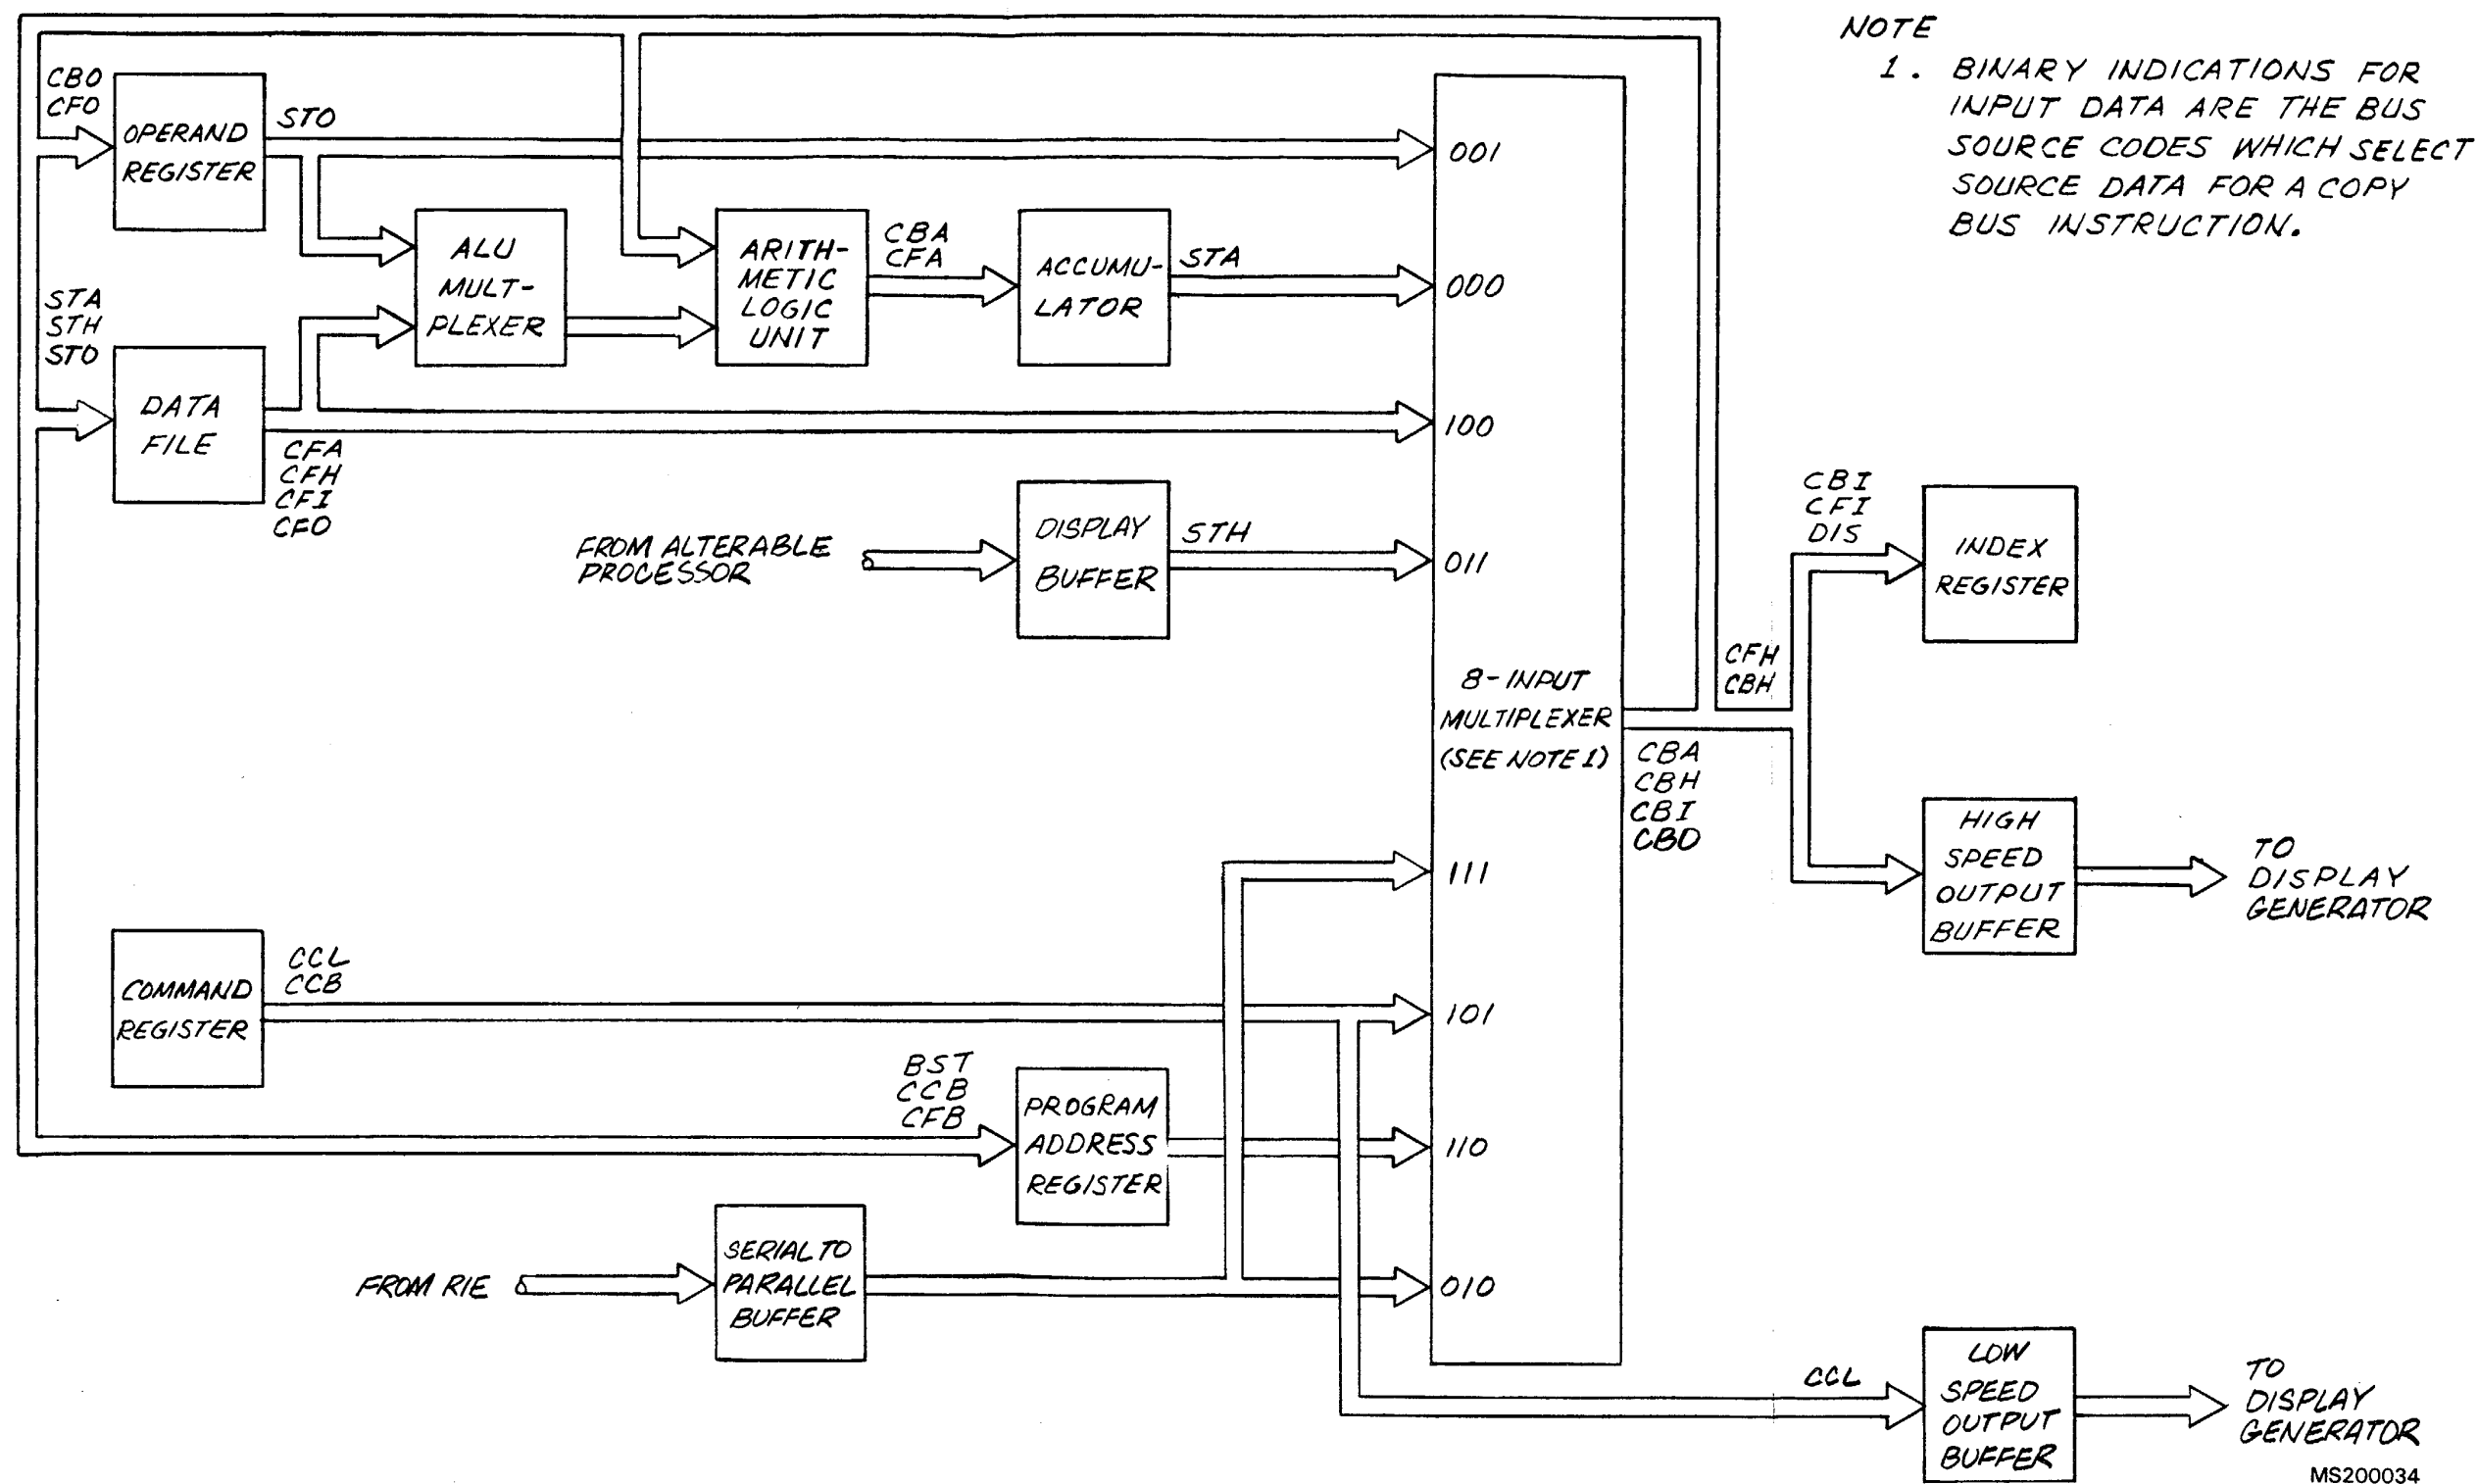 NOTE
1. BINARY INDICATIONS FOR
INPUT DATA ARE THE BUS
SOURCE CODES WHICH SELECT
SOURCE DATA FOR A COPY
BUS INSTRUCTION.
CBO
CFO
OPERAND
REGISTER
STO
001
ALU
MULT-
PLEXER
ARITH-
METIC
LOGIC
UNIT
CBA
CFA
ACCUMU-
LATOR
STA
000
STA
STH
STO
DATA
FILE
CFA
CFH
CFI
CFO
100
FROM ALTERABLE
PROCESSOR
DISPLAY
BUFFER
STH
011
8-INPUT
MULTIPLEXER
(SEE NOTE 1)
CBA
CBH
CBI
CBO
CFH
CBH
CBI
CFI
DIS
INDEX
REGISTER
HIGH
SPEED
OUTPUT
BUFFER
TO
DISPLAY
GENERATOR
111
COMMAND
REGISTER
CCL
CCB
101
BST
CCB
CFB
PROGRAM
ADDRESS
REGISTER
110
FROM RIE
SERIAL TO
PARALLEL
BUFFER
010
CCL
LOW
SPEED
OUTPUT
BUFFER
TO
DISPLAY
GENERATOR
MS200034